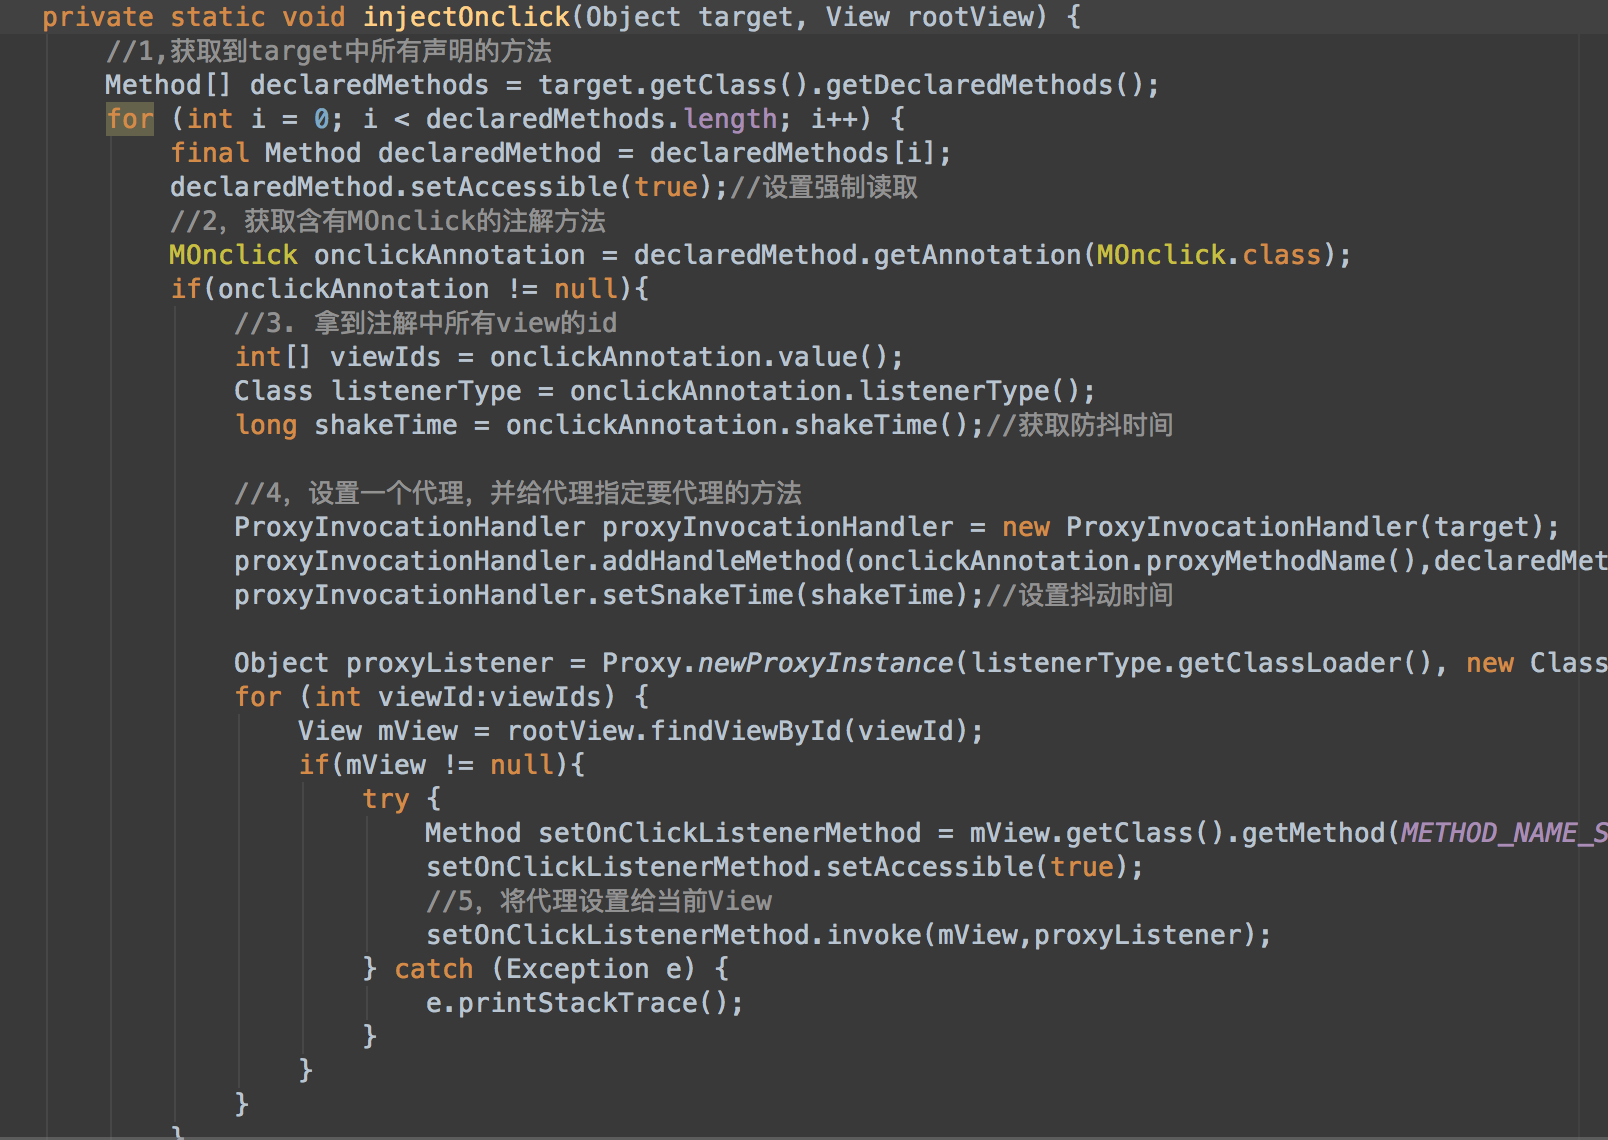 private static void injectOnclick(Object target, View rootView) {
//1,获取到target中所有声明的方法
Method[] declaredMethods = target.getClass().getDeclaredMethods();
for (int i = 0; i < declaredMethods.length; i++) {
final Method declaredMethod = declaredMethods[i];
declaredMethod.setAccessible(true);//设置强制读取
//2，获取含有MOnclick的注解方法
MOnclick onclickAnnotation = declaredMethod.getAnnotation(MOnclick.class);
if(onclickAnnotation != null){
//3. 拿到注解中所有view的id
int[] viewIds = onclickAnnotation.value();
Class listenerType = onclickAnnotation.listenerType();
long shakeTime = onclickAnnotation.shakeTime();//获取防抖时间
//4，设置一个代理，并给代理指定要代理的方法
ProxyInvocationHandler proxyInvocationHandler = new ProxyInvocationHandler(target);
proxyInvocationHandler.addHandleMethod(onclickAnnotation.proxyMethodName(),declaredMet
proxyInvocationHandler.setSnakeTime(shakeTime);//设置抖动时间
Object proxyListener = Proxy.newProxyInstance(listenerType.getClassLoader(), new Class
for (int viewId:viewIds) {
View mView = rootView.findViewById(viewId);
if(mView != null){
try {
Method setOnClickListenerMethod = mView.getClass().getMethod(METHOD_NAME_S
setOnClickListenerMethod.setAccessible(true);
//5，将代理设置给当前View
setOnClickListenerMethod.invoke(mView,proxyListener);
} catch (Exception e) {
e.printStackTrace();
}
}
}
}